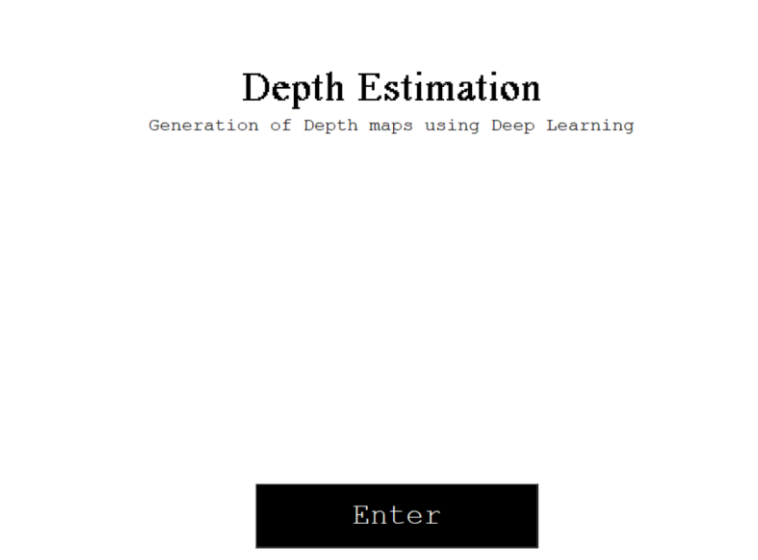 Depth Estimation
Generation of Depth maps using Deep Learning
Enter